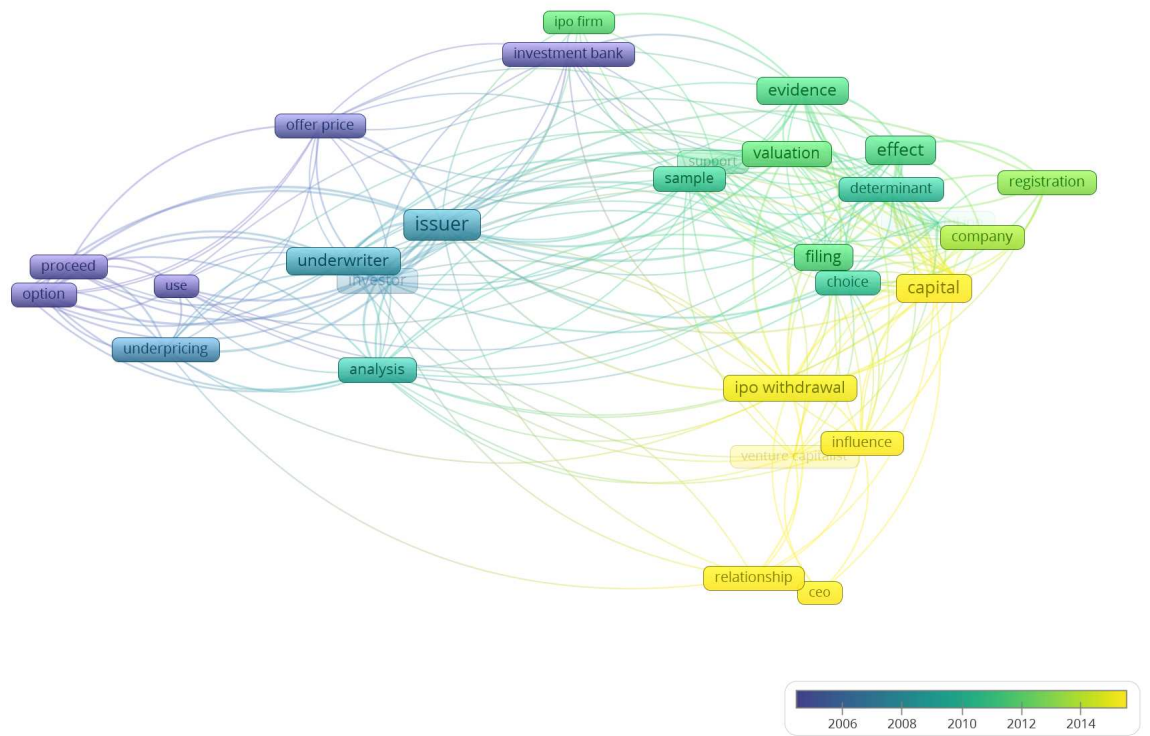 ipo firm
investment bank
evidence
offer price
effect
valuation
support
sample
registration
determinant
issuer
company
filing
underwriter
proceed
investor
choice
use
capital
option
underpricing
analysis
ipo withdrawal
influence
venture capitalist
relationship
ceo
2006 2008 2010 2012 2014